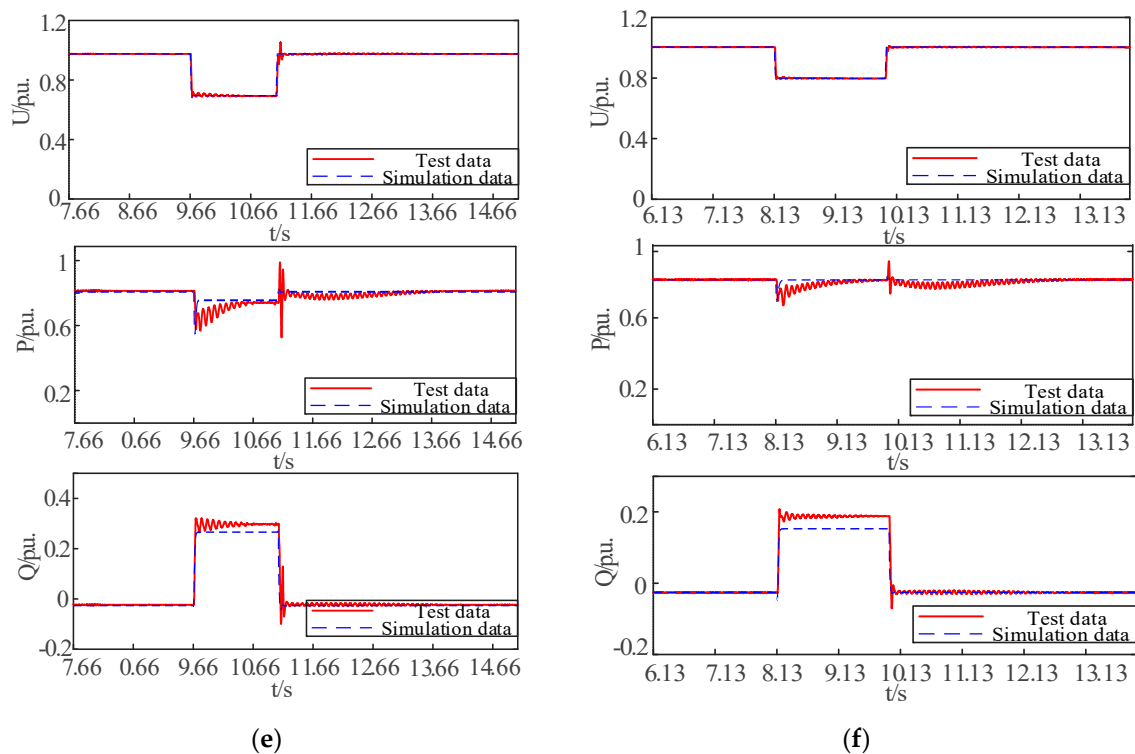 1.2
0.8
0.4
0
U/p.u.
Test data
Simulation data
7.66 8.66 9.66 10.66 11.66 12.66 13.66 14.66
t/s
1
0.6
0.2
P/p.u.
Test data
Simulation data
7.66 8.66 9.66 10.66 11.66 12.66 13.66 14.66
t/s
0.4
0.2
0
-0.2
Q/p.u.
Test data
Simulation data
7.66 8.66 9.66 10.66 11.66 12.66 13.66 14.66
t/s
(e)
1.2
0.8
0.4
0
U/p.u.
Test data
Simulation data
6.13 7.13 8.13 9.13 10.13 11.13 12.13 13.13
t/s
1
0.6
0.2
P/p.u.
Test data
Simulation data
6.13 7.13 8.13 9.13 10.13 11.13 12.13 13.13
t/s
0.2
0
-0.2
Q/p.u.
Test data
Simulation data
6.13 7.13 8.13 9.13 10.13 11.13 12.13 13.13
t/s
(f)